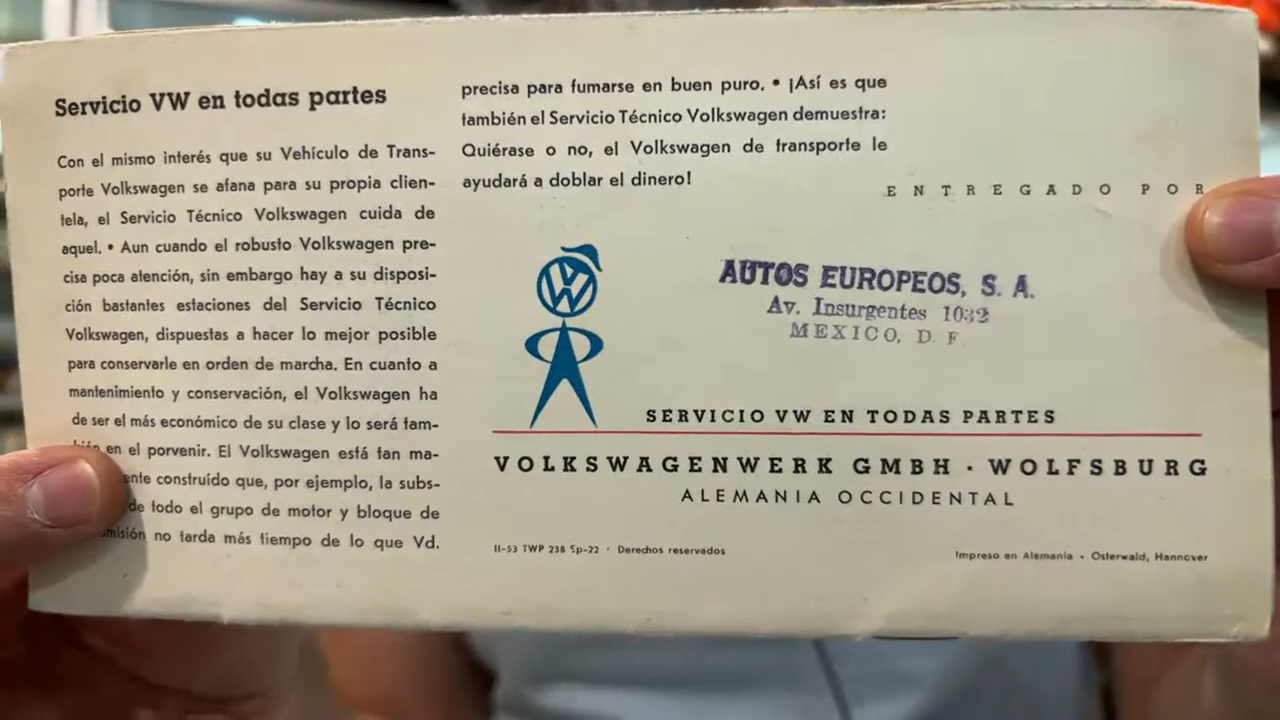 Servicio VW en todas partes
Con el mismo interés que su Vehículo de Trans-
porte Volkswagen se afana para su propia clien-
tela, el Servicio Técnico Volkswagen cuida de
aquel. • Aun cuando el robusto Volkswagen pre-
cisa poca atención, sin embargo hay a su disposi-
ción bastantes estaciones del Servicio Técnico
Volkswagen, dispuestas a hacer lo mejor posible
para conservarle en orden de marcha. En cuanto a
mantenimiento y conservación, el Volkswagen ha
de ser el más económico de su clase y lo será tam-
en el porvenir. El Volkswagen está tan ma-
construído que, por ejemplo, la subs-
de todo el grupo de motor y bloque de
no tarda más tiempo de lo que Vd.
precisa para fumarse en buen puro. • ¡Así es que
también el Servicio Técnico Volkswagen demuestra:
Quiérase o no, el Volkswagen de transporte le
ayudará a doblar el dinero!
ENTREGADO POR
AUTOS EUROPEOS, S. A.
Av. Insurgentes 1032
MEXICO, D. F
VW
SERVICIO VW EN TODAS PARTES
VOLKSWAGENWERK GMBH · WOLFSBURG
ALEMANIA OCCIDENTAL
II-53 TWP 238 Sp-22 · Derechos reservados
Impreso en Alemania · Osterwald, Hannover